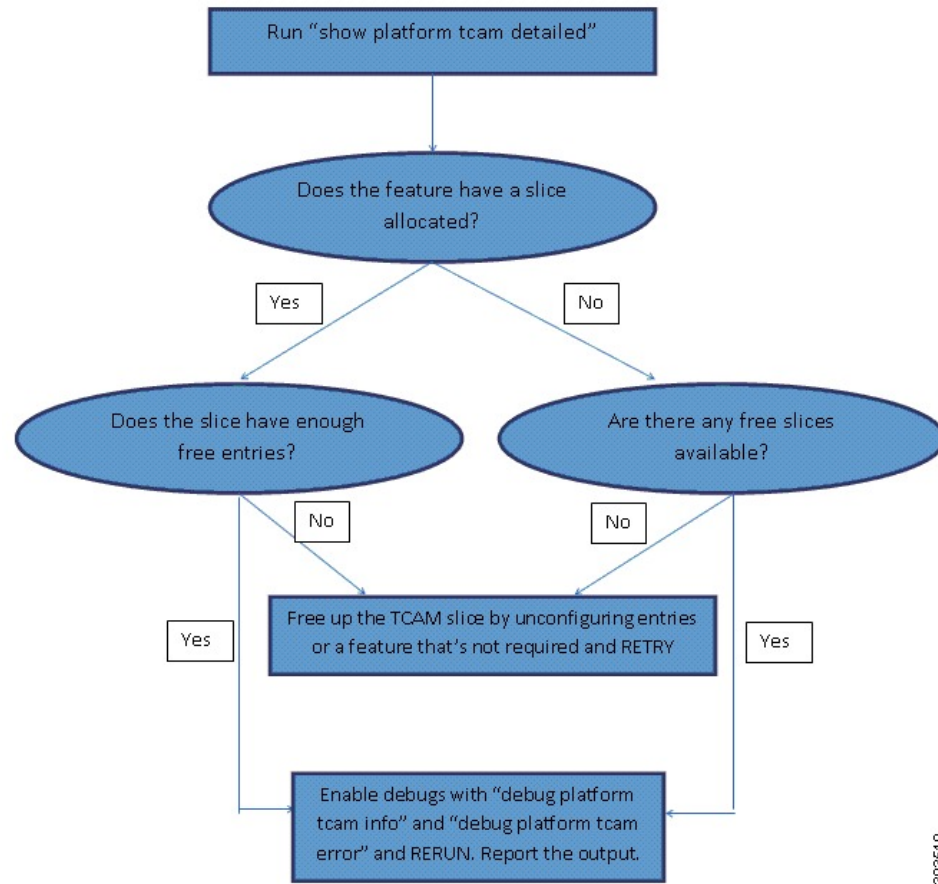 Run “show platform tcam detailed”
Does the feature have a slice
allocated?
Yes
No
Does the slice have enough
free entries?
Are there any free slices
available?
No
No
Free up the TCAM slice by unconfiguring entries
or a feature that's not required and RETRY
Yes
Yes
Enable debugs with “debug platform
tcam info” and “debug platform tcam
error” and RERUN. Report the output.